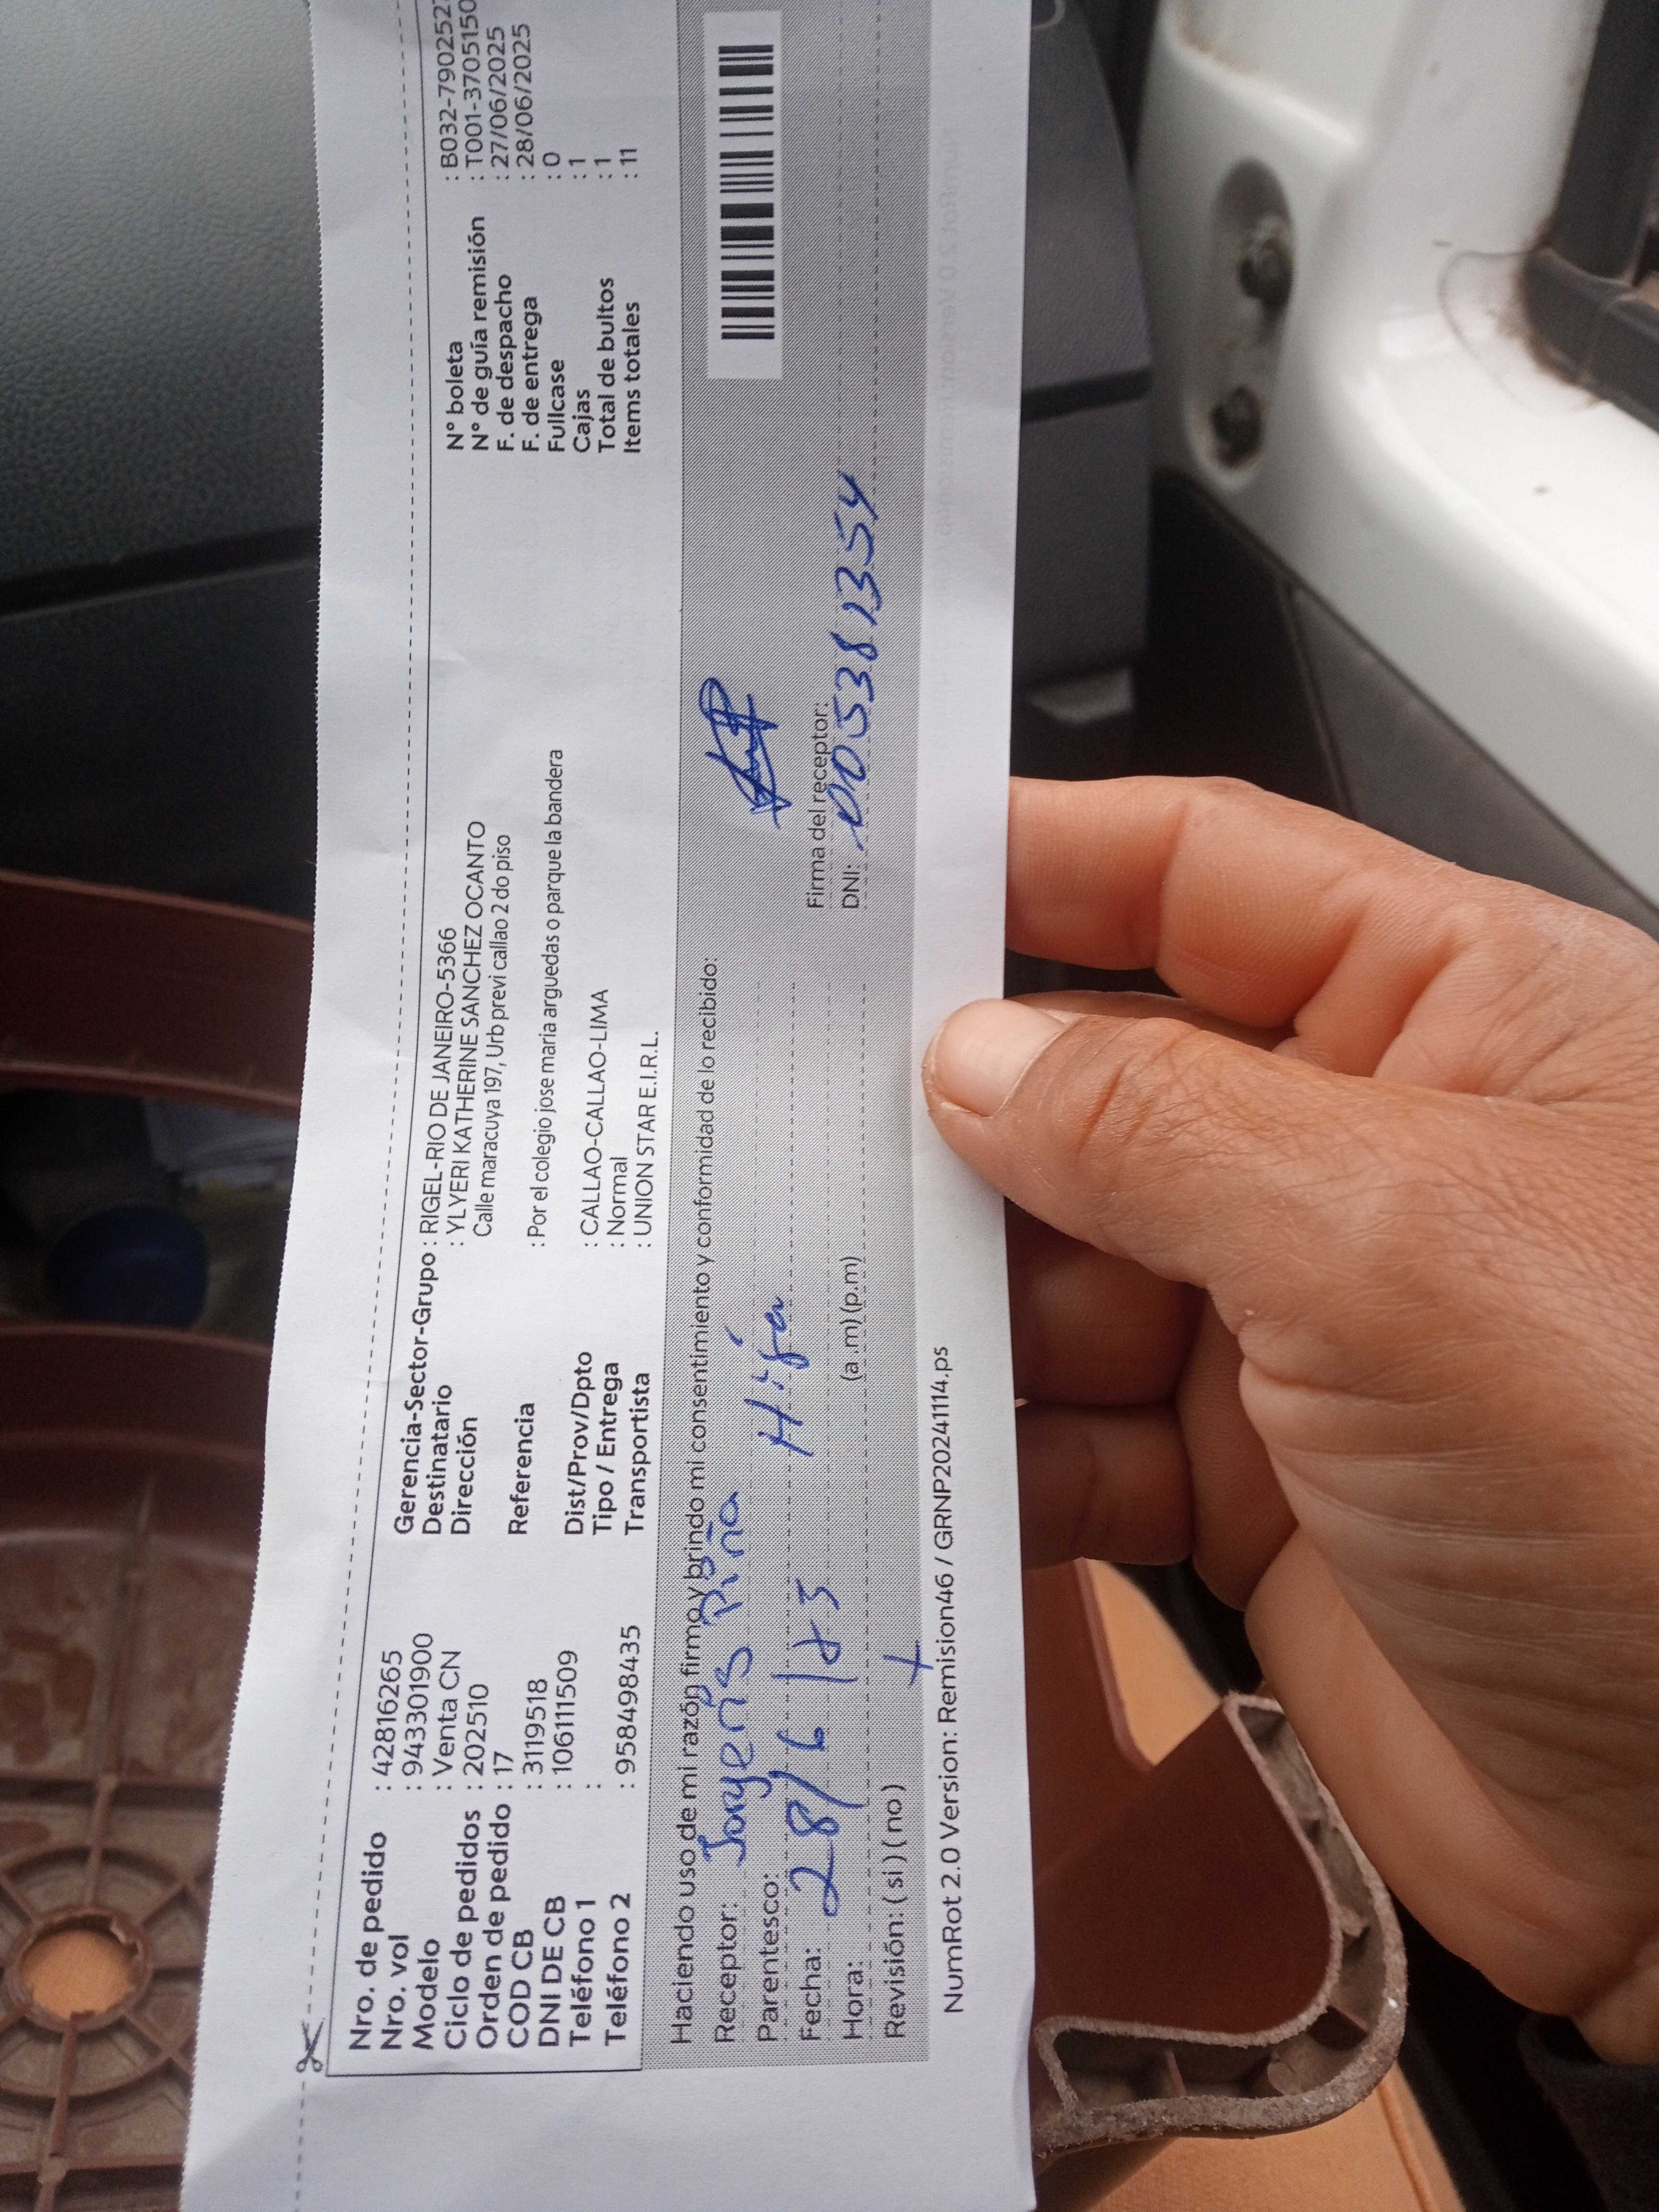 Nro. de pedido : 42816265
Nro. vol : 943301900
Modelo : Venta CN
Ciclo de pedidos : 202510
Orden de pedido : 17
COD CB : 3119518
DNI DE CB : 106111509
Teléfono 1 :
Teléfono 2 : 958498435
Gerencia-Sector-Grupo : RIGEL-RIO DE JANEIRO-5366
Destinatario : YLYERI KATHERINE SANCHEZ OCANTO
Dirección Calle maracuya 197, Urb previ callao 2 do piso
Referencia : Por el colegio jose maria arguedas o parque la bandera
Dist/Prov/Dpto : CALLAO-CALLAO-LIMA
Tipo / Entrega : Normal
Transportista : UNION STAR E.I.R.L.
N° boleta : B032-790252
N° de guía remisión : T001-3705150
F. de despacho : 27/06/2025
F. de entrega : 28/06/2025
Fullcase : 0
Cajas : 1
Total de bultos : 1
Items totales : 11
Haciendo uso de mi razón firmo y brindo mi consentimiento y conformidad de lo recibido:
Receptor: Piña
Parentesco: Hija
Fecha: 28/6/
Hora: (a.m) (p.m)
Revisión: ( si ) ( no )
Firma del receptor:
DNI: 005381354
NumRot 2.0 Version: Remision46 / GRNP20241114.ps